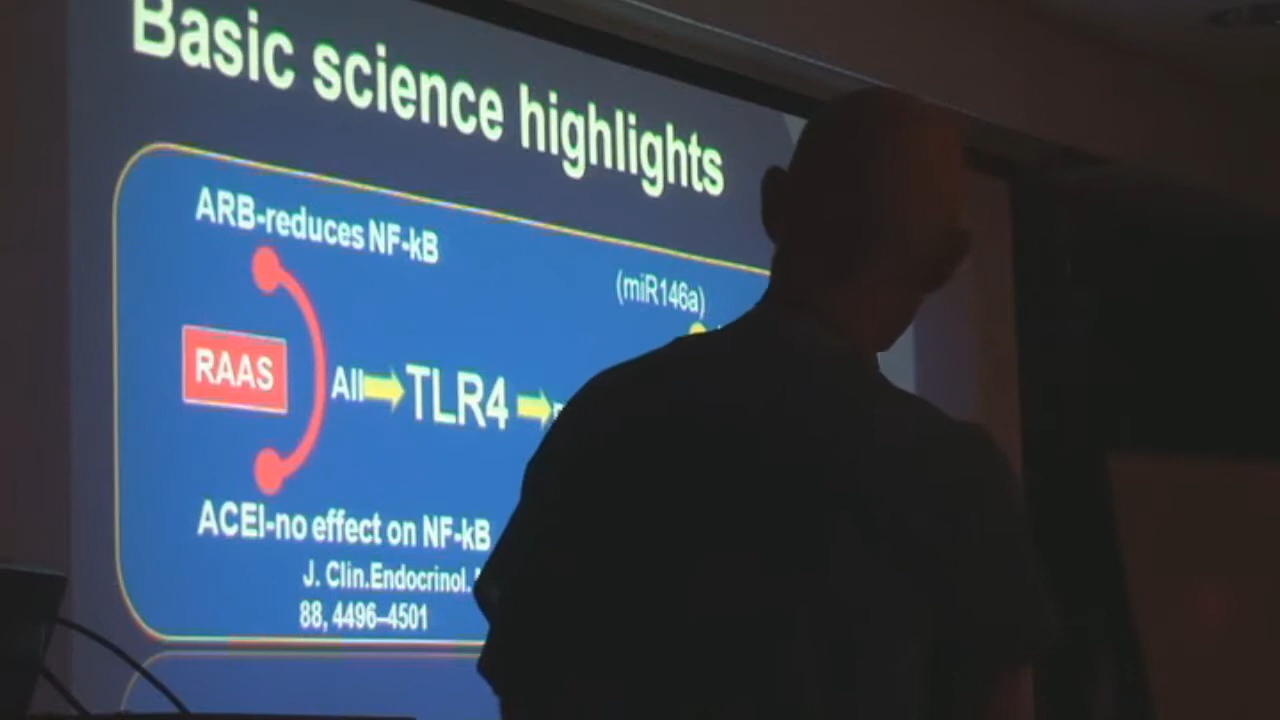 Basic science highlights
ARB-reduces NF-kB
(miR146a)
RAAS
AII
TLR4
ACEI-no effect on NF-kB
J. Clin.Endocrinol.
88, 4496–4501